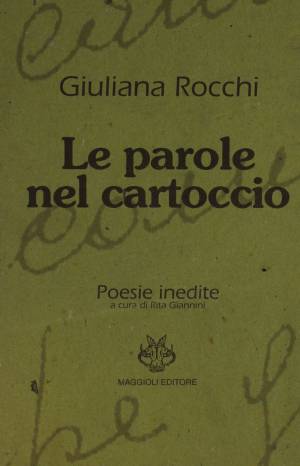 Giuliana Rocchi
Le parole
nel cartoccio
Poesie inedite
a cura di Rita Giannini
MAGGIOLI EDITORE